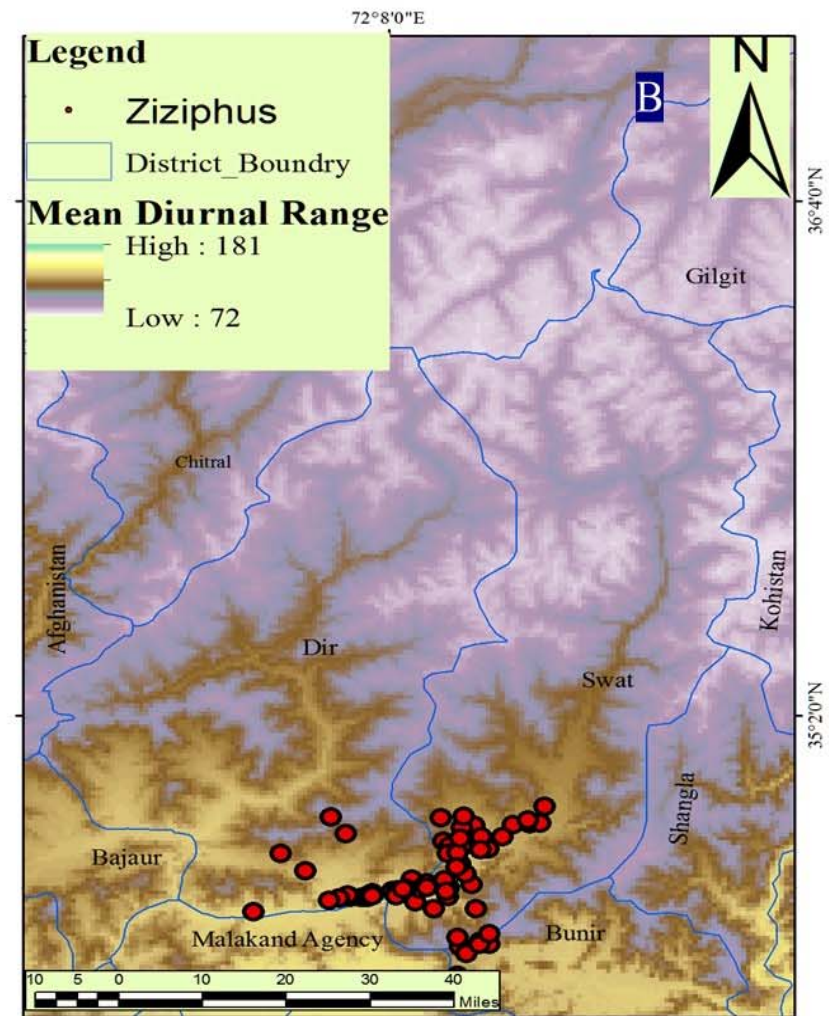 72°8'0"E
Legend
Ziziphus
District_Boundry
Mean Diurnal Range
High : 181
Low : 72
B
N
36°4'0"N
Gilgit
Chitral
Afghanistan
Kohistan
Dir
Swat
35°2'0"N
Shangla
Bajaur
Malakand Agency
Bunir
10 5 0 10 20 30 40
Miles